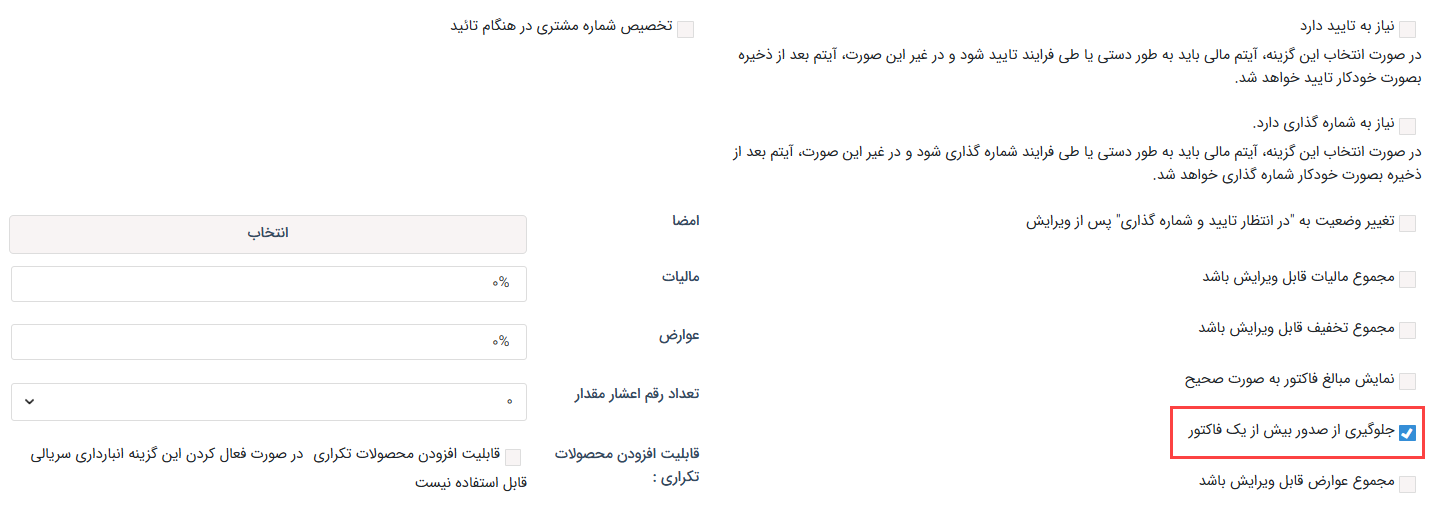 نیاز به تایید دارد
تخصیص شماره مشتری در هنگام تائید
در صورت انتخاب این گزینه، آیتم مالی باید به طور دستی یا طی فرایند تایید شود و در غیر این صورت، آیتم بعد از ذخیره
بصورت خودکار تایید خواهد شد.
نیاز به شماره گذاری دارد.
در صورت انتخاب این گزینه، آیتم مالی باید به طور دستی یا طی فرایند شماره گذاری شود و در غیر این صورت، آیتم بعد از
ذخیره بصورت خودکار شماره گذاری خواهد شد.
تغییر وضعیت به "در انتظار تایید و شماره گذاری" پس از ویرایش
امضا
انتخاب
مجموع مالیات قابل ویرایش باشد
مالیات
۰%
مجموع تخفیف قابل ویرایش باشد
عوارض
۰%
نمایش مبالغ فاکتور به صورت صحیح
تعداد رقم اعشار مقدار
۰
جلوگیری از صدور بیش از یک فاکتور
مجموع عوارض قابل ویرایش باشد
قابلیت افزودن محصولات
تکراری :
قابلیت افزودن محصولات تکراری در صورت فعال کردن این گزینه انبارداری سریالی
قابل استفاده نیست